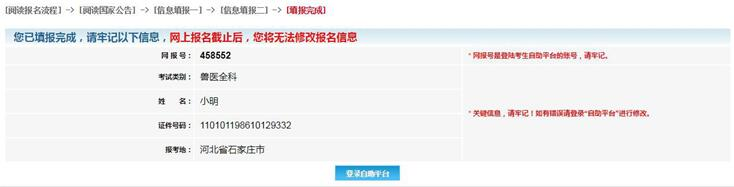 [阅读报名流程] -> [阅读国家公告] -> [信息填报一] -> [信息填报二] -> [填报完成]
您已填报完成，请牢记以下信息，网上报名截止后，您将无法修改报名信息
网 报 号： 458552
* 网报号是登陆考生自助平台的账号，请牢记。
考试类别： 兽医全科
姓 名： 小明
* 关键信息，请牢记！如有错误请登录“自助平台”进行修改。
证件号码： 110101198610129332
报考地： 河北省石家庄市
登录自助平台